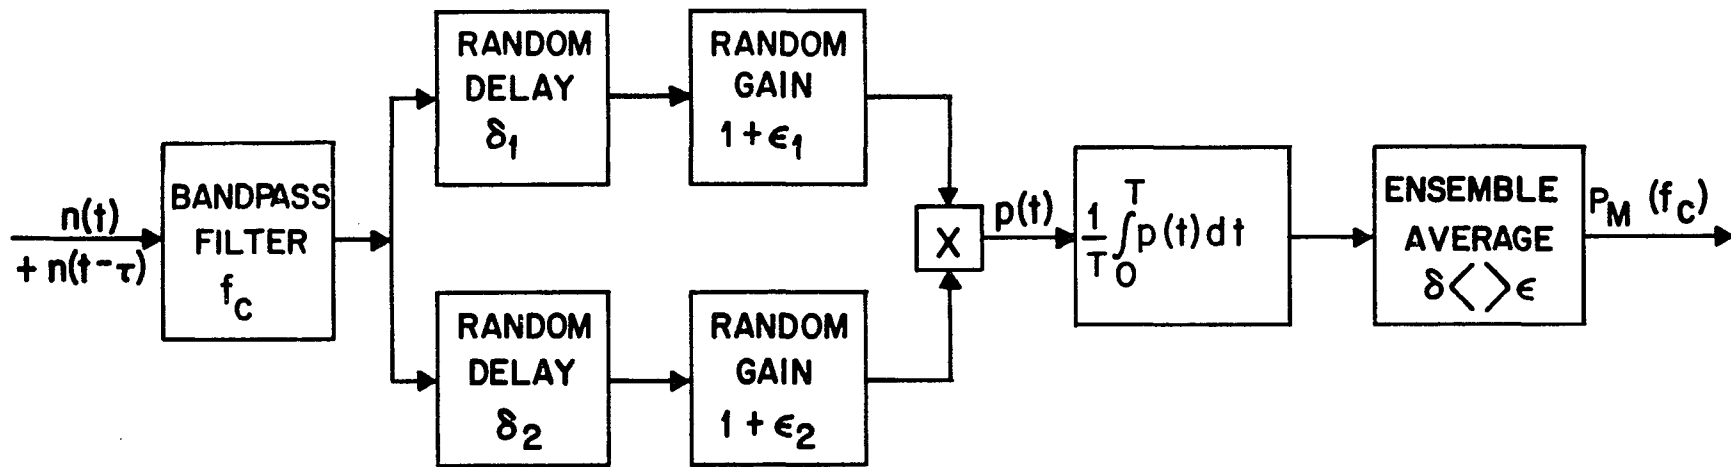 n(t)
+ n(t-τ)
BANDPASS
FILTER
f_c
RANDOM
DELAY
δ_1
RANDOM
GAIN
1 + ϵ_1
RANDOM
DELAY
δ_2
RANDOM
GAIN
1 + ϵ_2
X
p(t)
1/T ∫_0^T p(t) dt
ENSEMBLE
AVERAGE
δ< >ϵ
P_M (f_c)